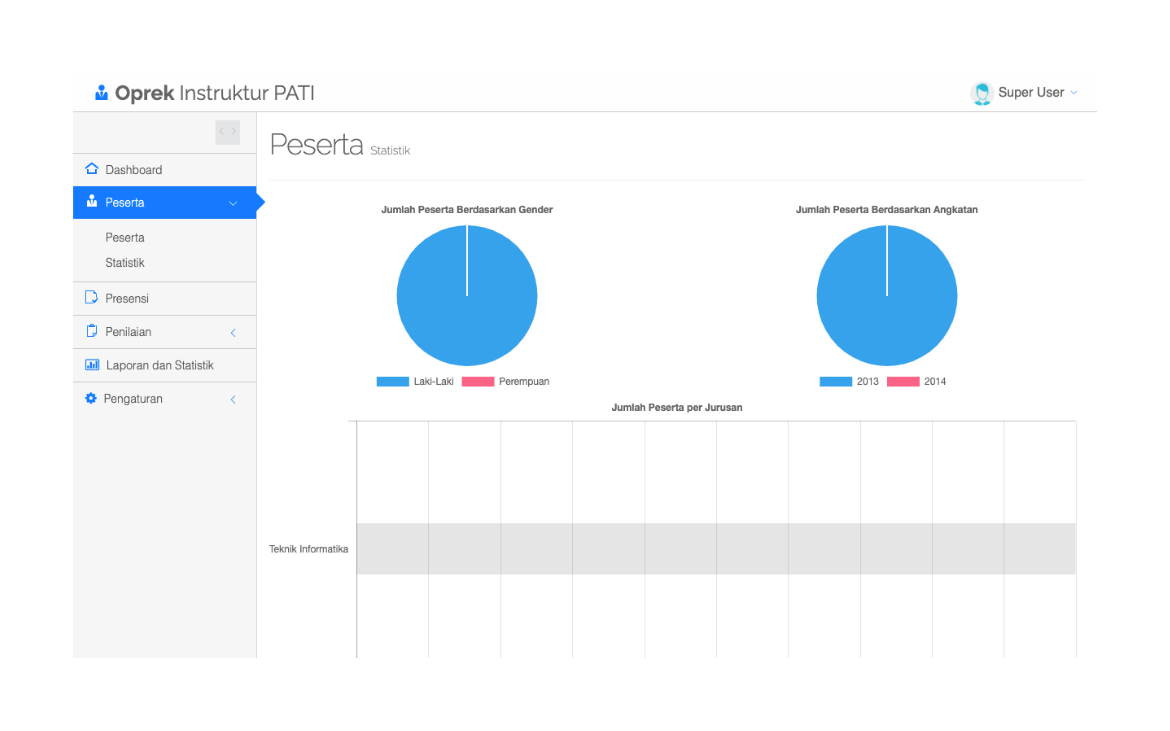 Oprek Instruktur PATI
Super User
Dashboard
Peserta
Peserta
Statistik
Presensi
Penilaian
Laporan dan Statistik
Pengaturan
Peserta Statistik
Jumlah Peserta Berdasarkan Gender
Laki-Laki Perempuan
Jumlah Peserta Berdasarkan Angkatan
2013 2014
Jumlah Peserta per Jurusan
Teknik Informatika